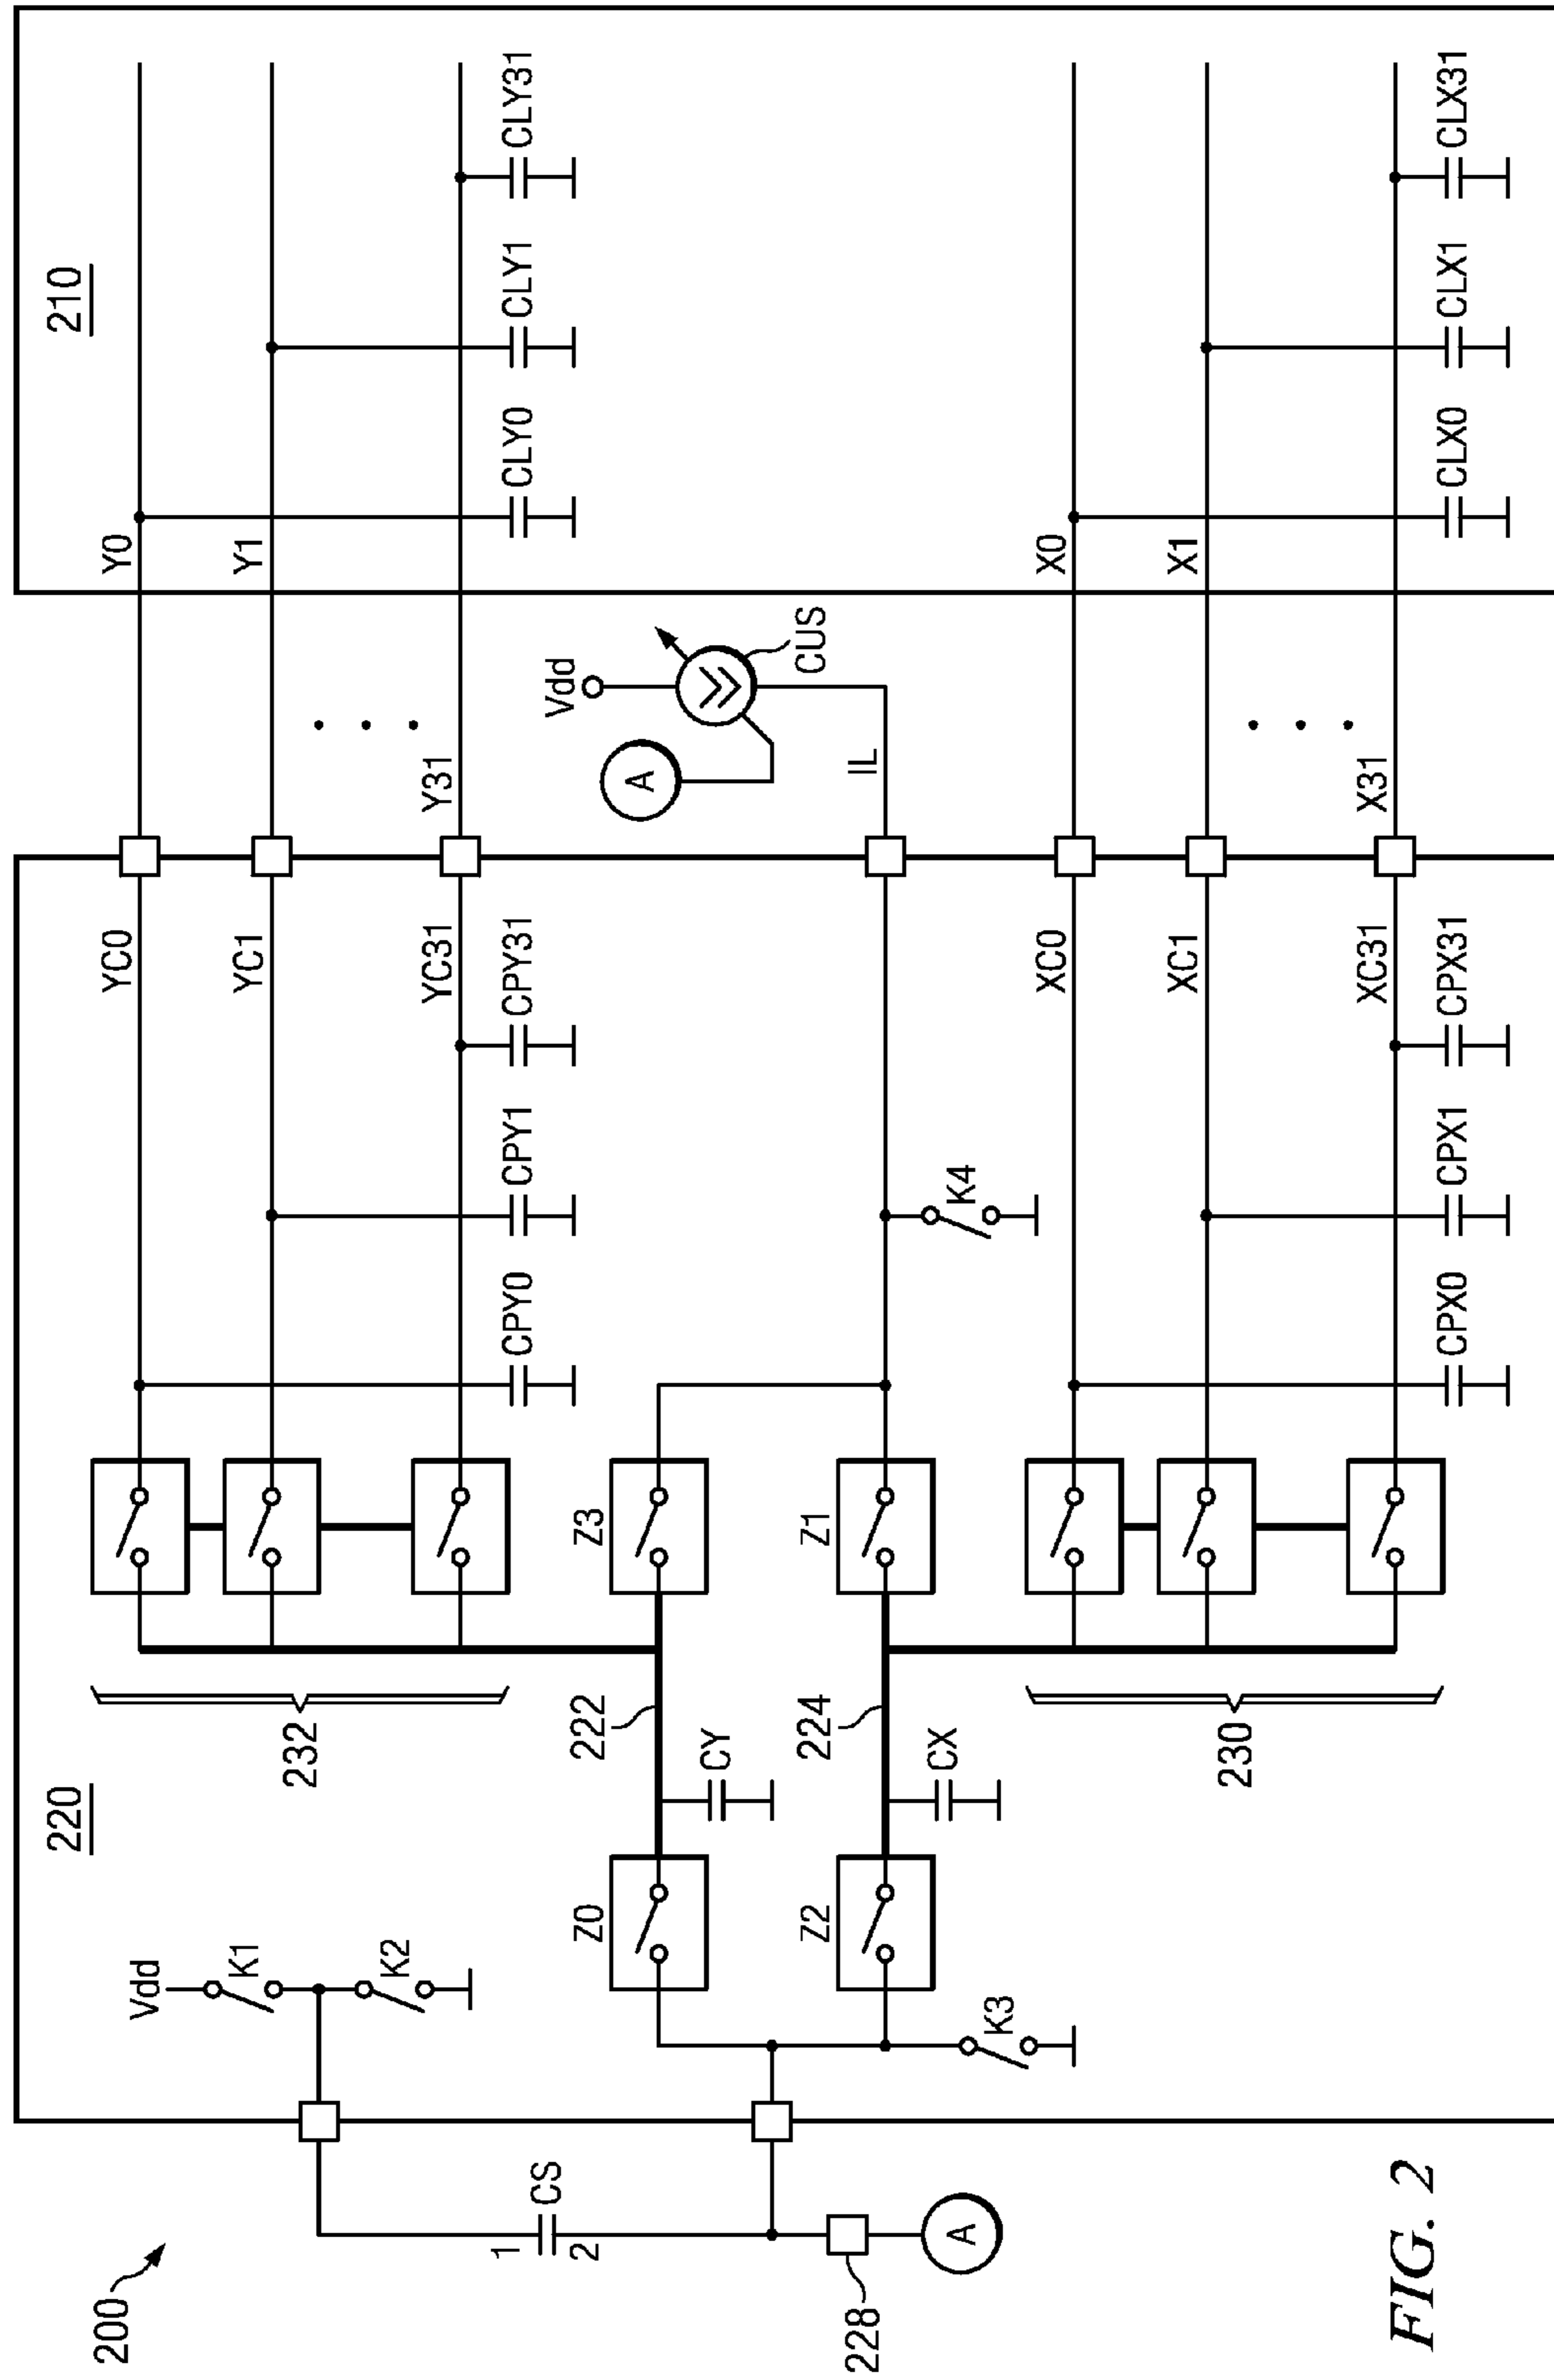 210
Y0
Y1
CLY0
CLY1
CLY31
X0
X1
CLX0
CLX1
CLX31
Vdd
CUS
A
IL
Y31
X31
YC0
YC1
YC31
CPY0
CPY1
CPY31
K4
XC0
XC1
XC31
CPX0
CPX1
CPX31
Z3
Z1
232
222
224
230
CY
CX
220
Z0
Z2
Vdd
K1
K2
K3
200
1
CS
2
228
A
FIG. 2